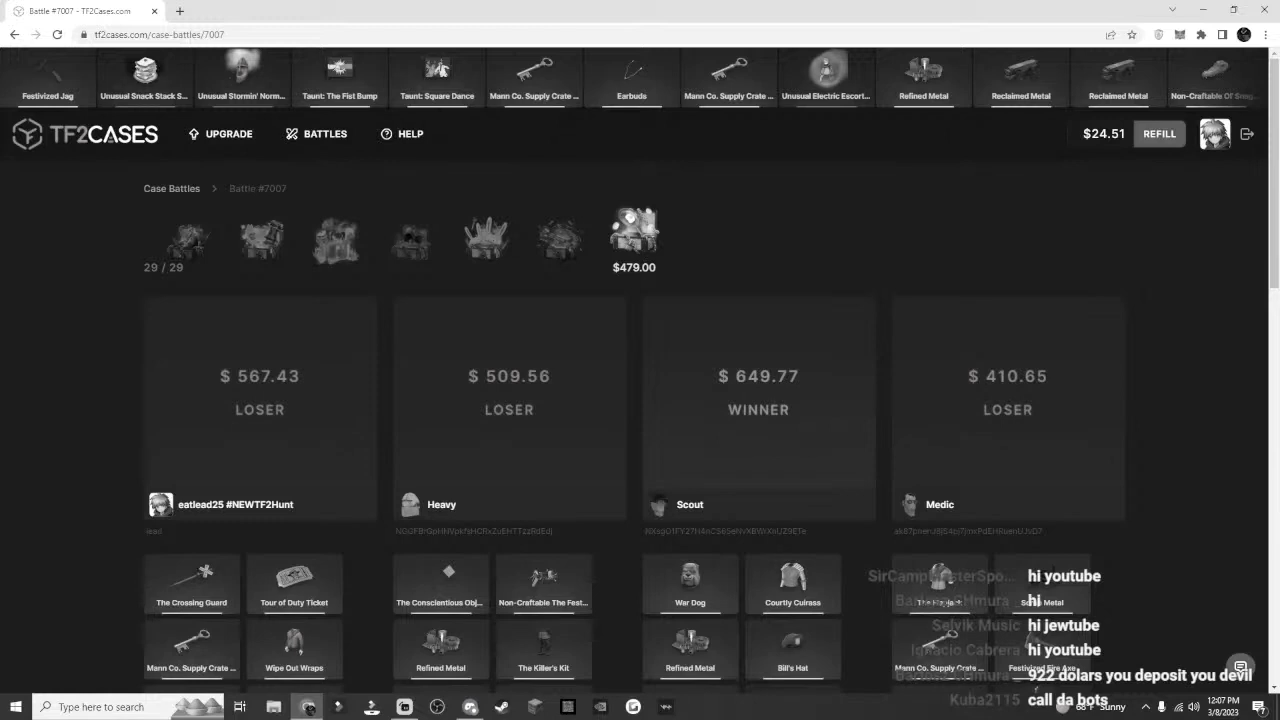 Battle #7007 - TF2Cases.com
tf2cases.com/case-battles/7007
Festivized Jag
Unusual Snack Stack S...
Unusual Stormin' Norm...
Taunt: The Fist Bump
Taunt: Square Dance
Mann Co. Supply Crate ...
Earbuds
Mann Co. Supply Crate ...
Unusual Electric Escort...
Refined Metal
Reclaimed Metal
Reclaimed Metal
Non-Craftable Ol' Snag...
TF2CASES
UPGRADE
BATTLES
HELP
$24.51
REFILL
Case Battles
Battle #7007
29 / 29
$479.00
$ 567.43
LOSER
eatlead25 #NEWTF2Hunt
lead
$ 509.56
LOSER
Heavy
$ 649.77
WINNER
Scout
$ 410.65
LOSER
Medic
The Crossing Guard
Tour of Duty Ticket
The Conscientious Obj...
Non-Craftable The Fest...
War Dog
Courtly Cuirass
Mann Co. Supply Crate ...
Wipe Out Wraps
Refined Metal
The Killer's Kit
Refined Metal
Bill's Hat
Mann Co. Supply Crate ...
Festivized Fire Axe
SirCampMasterSpo... hi youtube
hi
Selvik Music hi jewtube
Ignacio Cabrera hi youtube
922 dolars you deposit you devil
Kuba2115 call da bots
Type here to search
Sunny
12:07 PM
3/8/2023